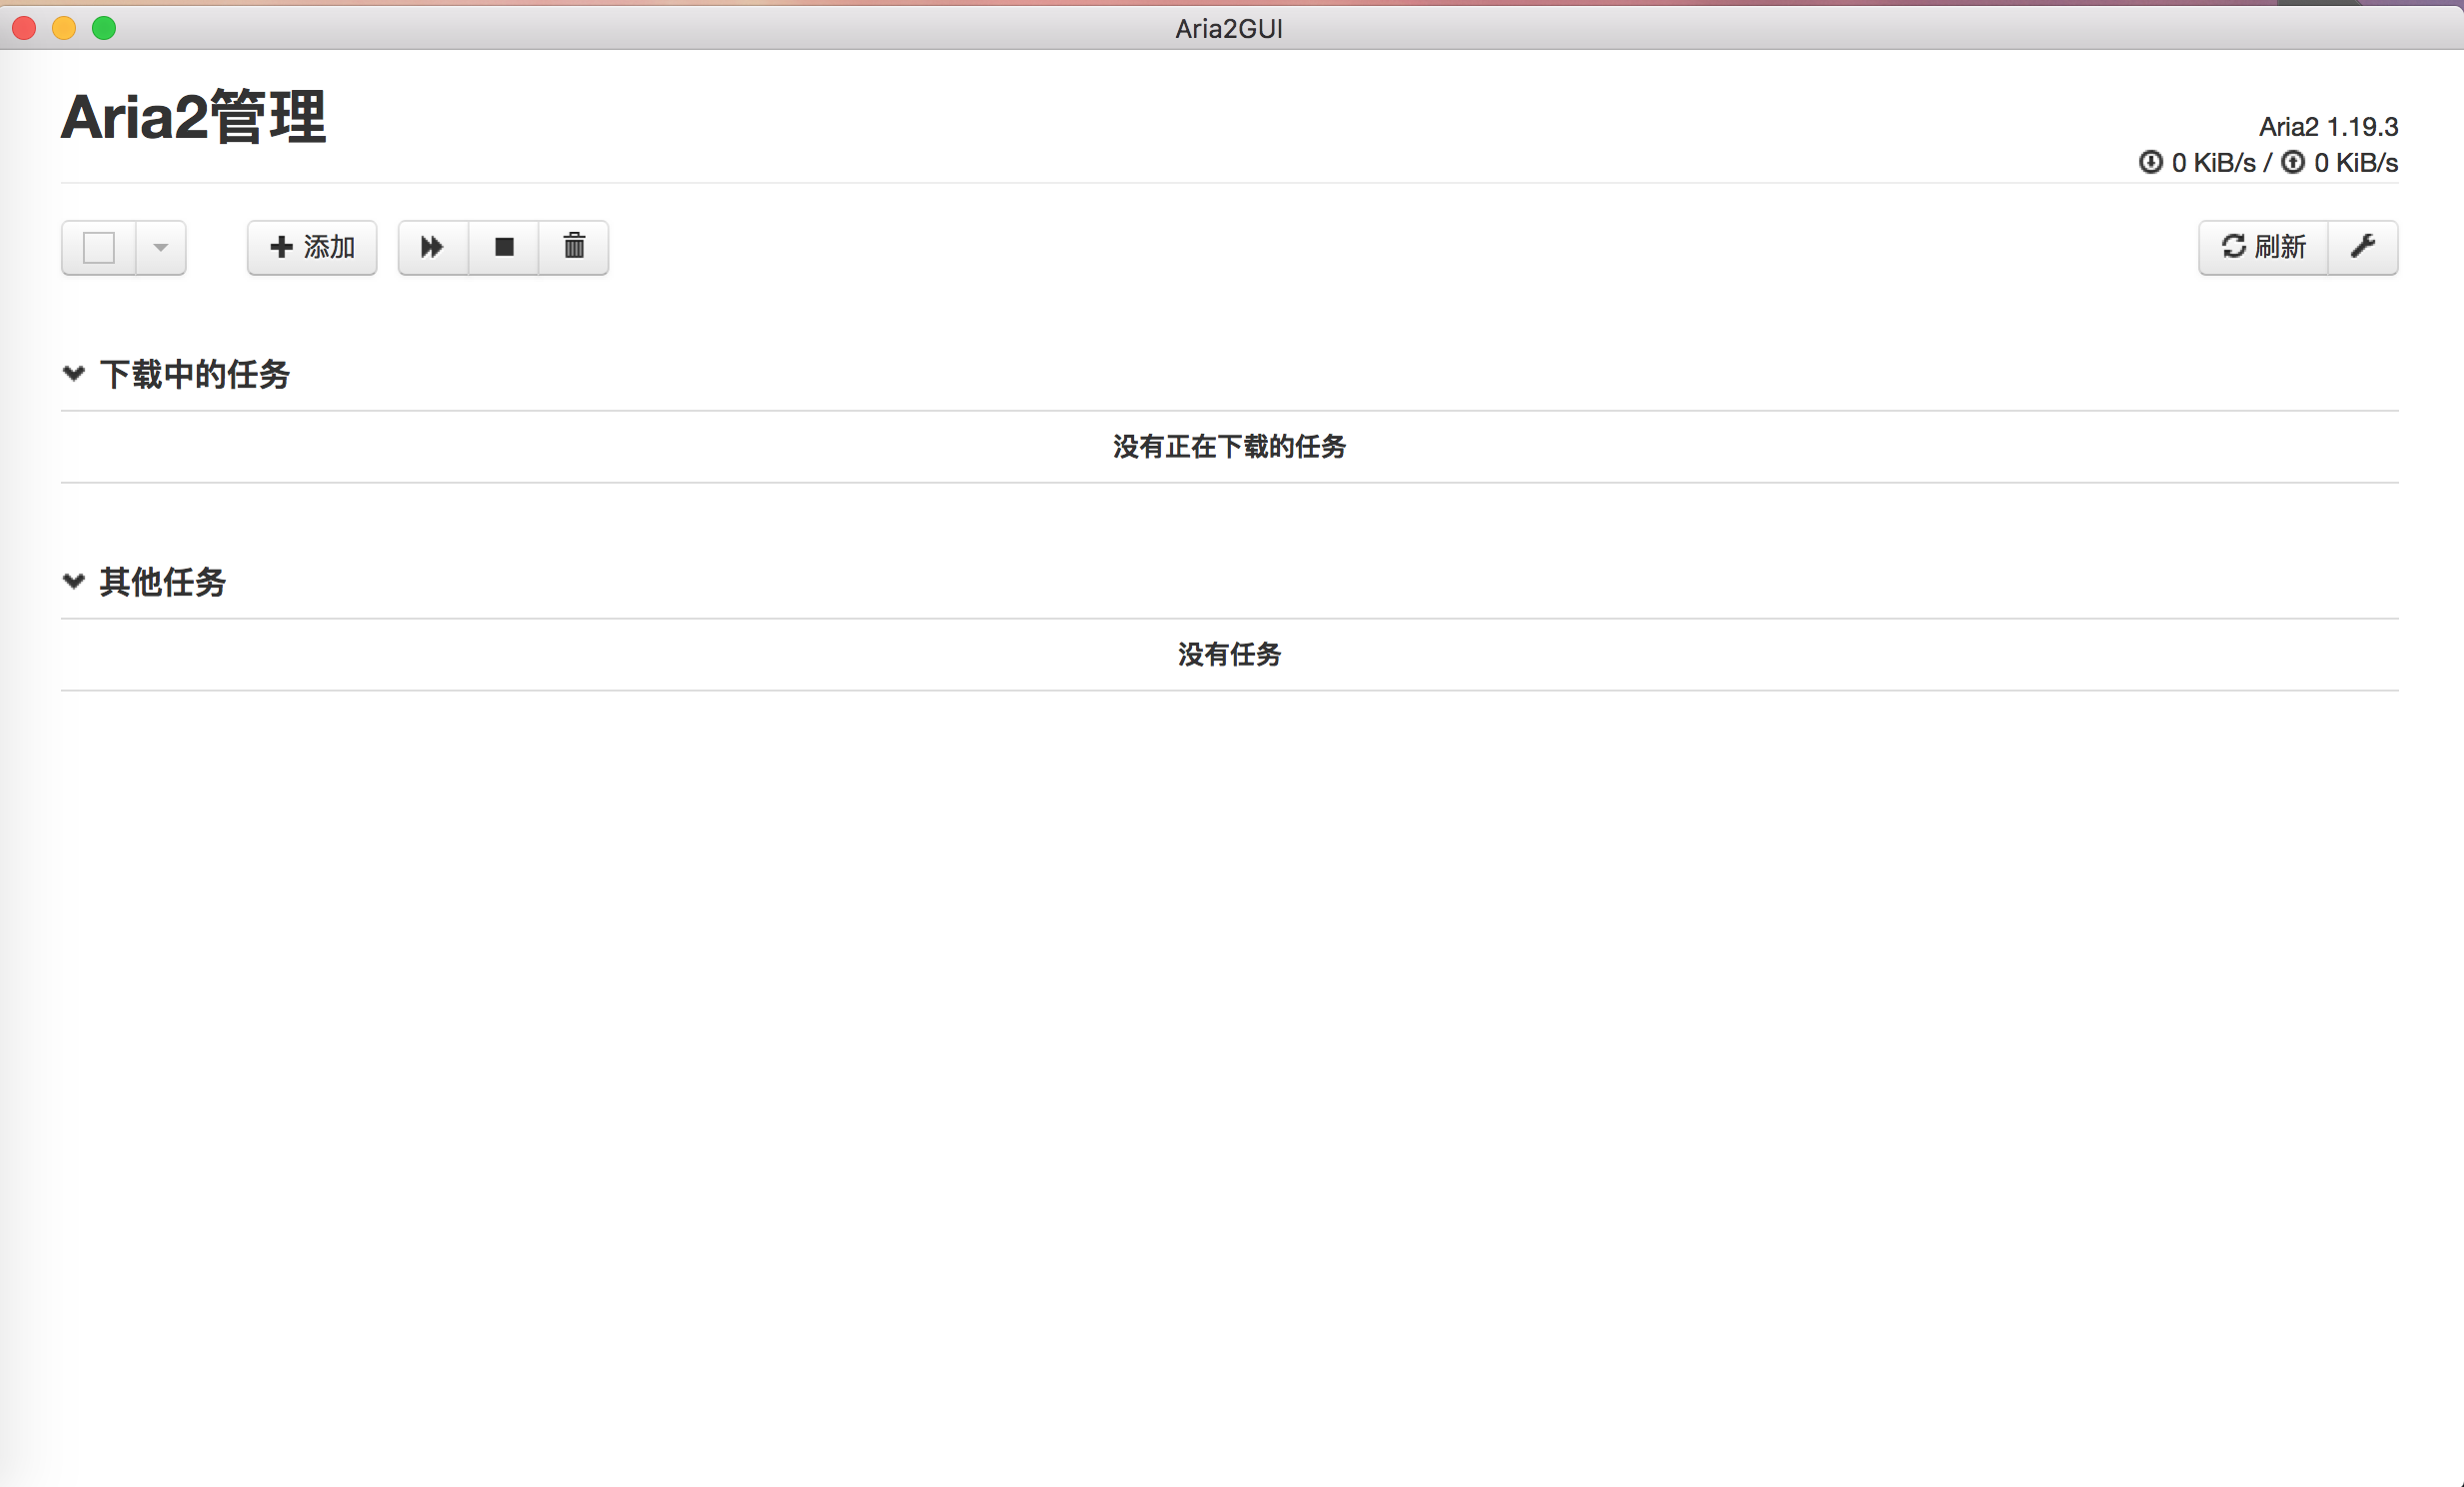 Aria2GUI
Aria2管理
Aria2 1.19.3
0 KiB/s / 0 KiB/s
添加
刷新
下载中的任务
没有正在下载的任务
其他任务
没有任务